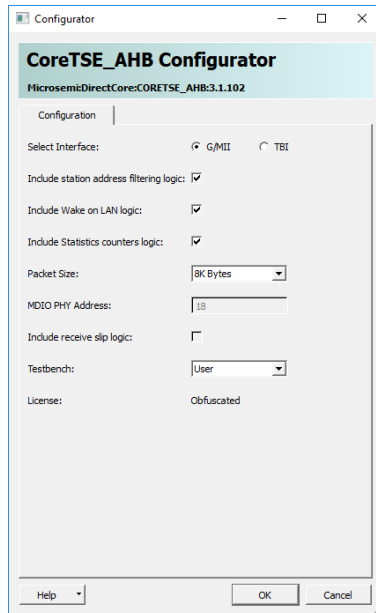 Configurator
CoreTSE_AHB Configurator
Microsemi:DirectCore:CORETSE_AHB:3.1.102
Configuration
Select Interface: G/MII TBI
Include station address filtering logic:
Include Wake on LAN logic:
Include Statistics counters logic:
Packet Size: 8K Bytes
MDIO PHY Address: 18
Include receive slip logic:
Testbench: User
License: Obfuscated
Help OK Cancel